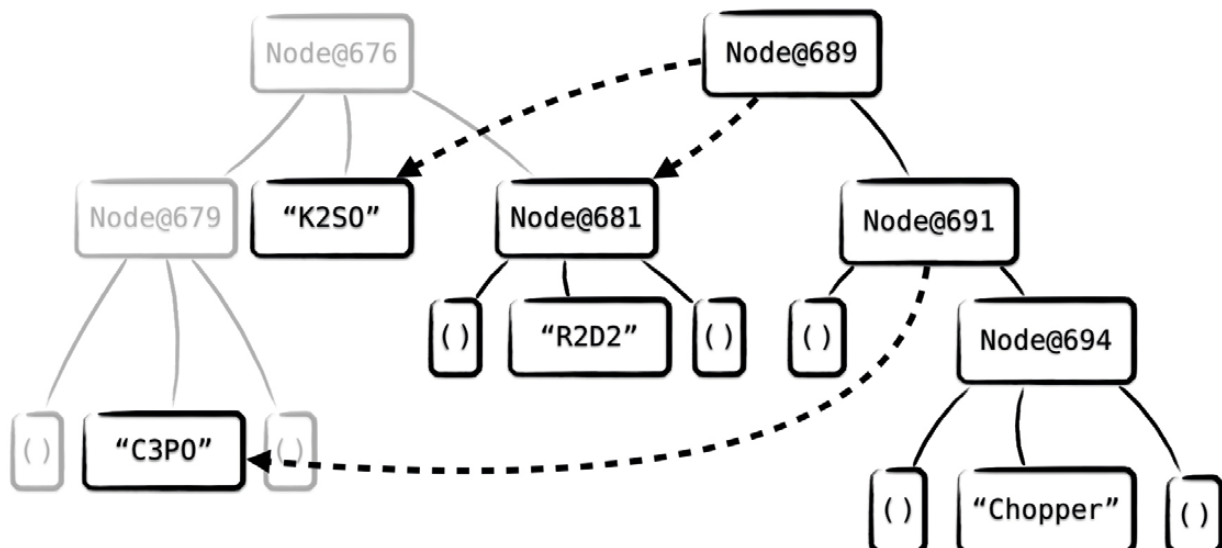 Node@676
Node@689
Node@679
“K2SO”
Node@681
Node@691
()
“R2D2”
()
()
Node@694
()
“C3PO”
()
()
“Chopper”
()